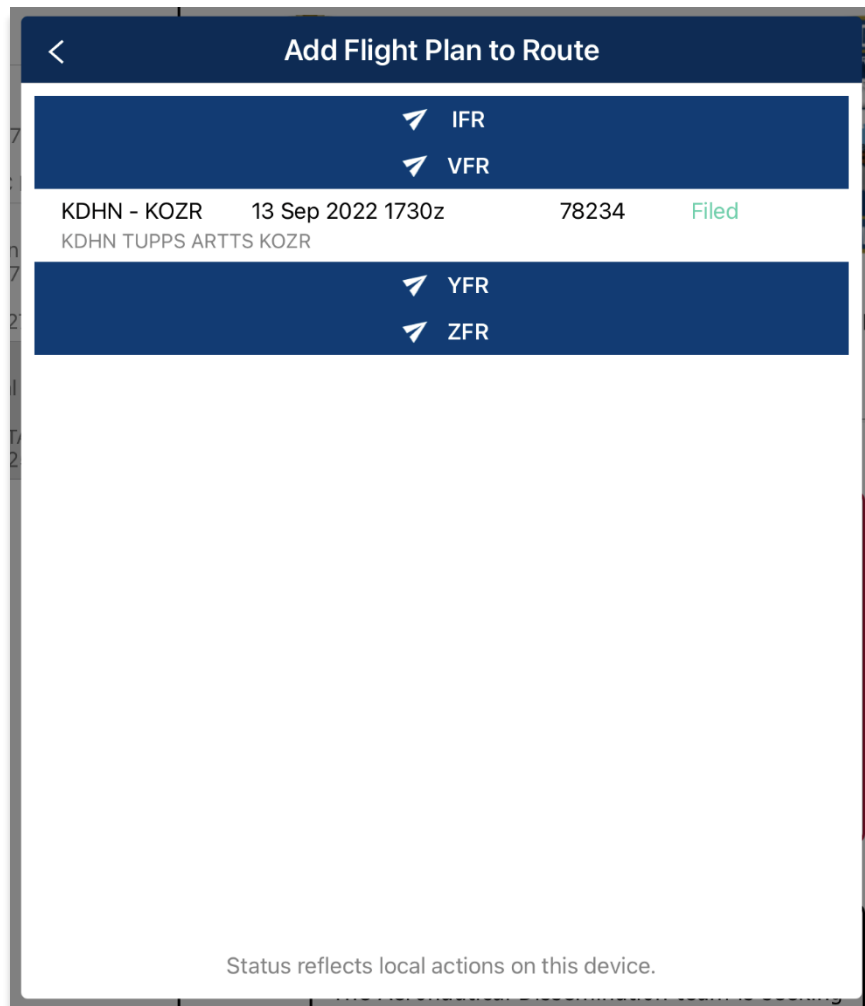 Add Flight Plan to Route
IFR
VFR
KDHN - KOZR 13 Sep 2022 1730z 78234 Filed
KDHN TUPPS ARTTS KOZR
YFR
ZFR
Status reflects local actions on this device.